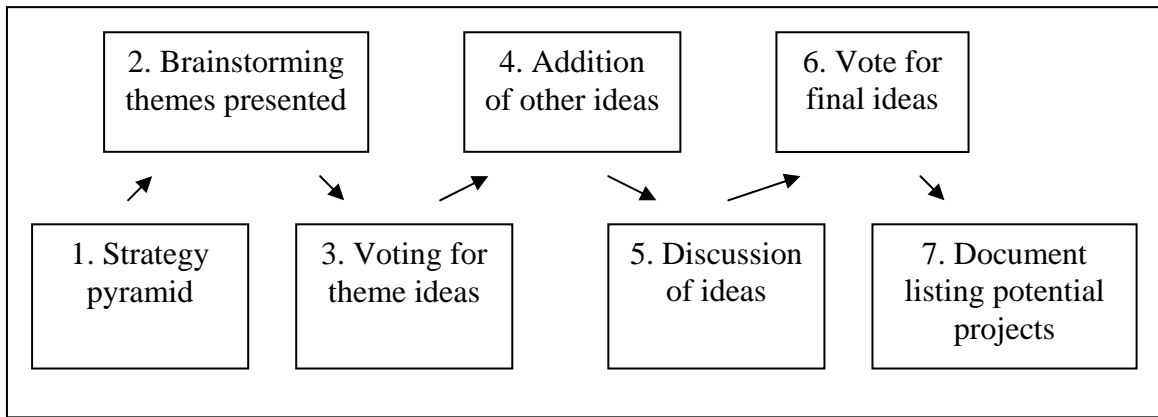 1. Strategy
pyramid
2. Brainstorming
themes presented
3. Voting for
theme ideas
4. Addition
of other ideas
5. Discussion
of ideas
6. Vote for
final ideas
7. Document
listing potential
projects